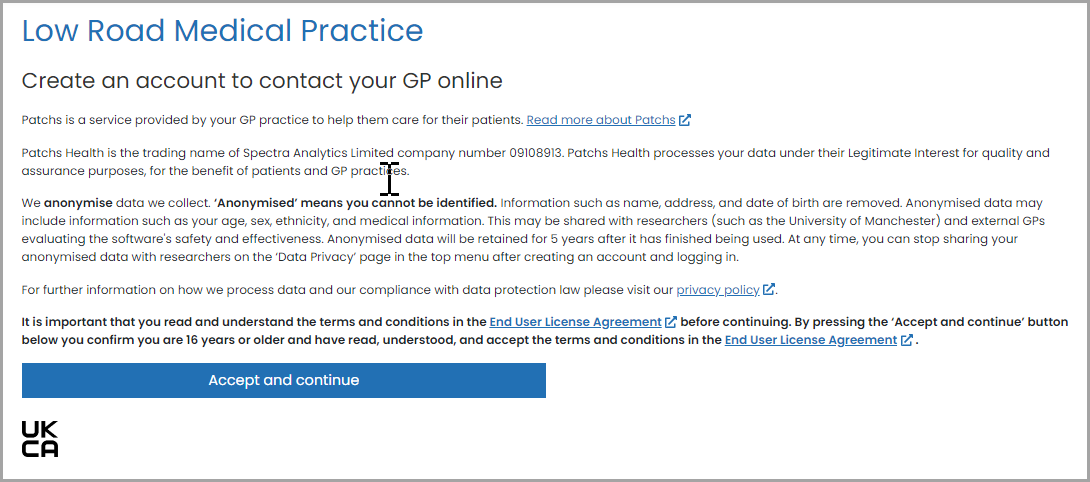 Low Road Medical Practice
Create an account to contact your GP online
Patchs is a service provided by your GP practice to help them care for their patients. Read more about Patchs
Patchs Health is the trading name of Spectra Analytics Limited company number 09108913. Patchs Health processes your data under their Legitimate Interest for quality and
assurance purposes, for the benefit of patients and GP practices.
We anonymise data we collect. ‘Anonymised’ means you cannot be identified. Information such as name, address, and date of birth are removed. Anonymised data may
include information such as your age, sex, ethnicity, and medical information. This may be shared with researchers (such as the University of Manchester) and external GPs
evaluating the software's safety and effectiveness. Anonymised data will be retained for 5 years after it has finished being used. At any time, you can stop sharing your
anonymised data with researchers on the ‘Data Privacy’ page in the top menu after creating an account and logging in.
For further information on how we process data and our compliance with data protection law please visit our privacy policy.
It is important that you read and understand the terms and conditions in the End User License Agreement before continuing. By pressing the ‘Accept and continue’ button
below you confirm you are 16 years or older and have read, understood, and accept the terms and conditions in the End User License Agreement .
Accept and continue
UK
CA